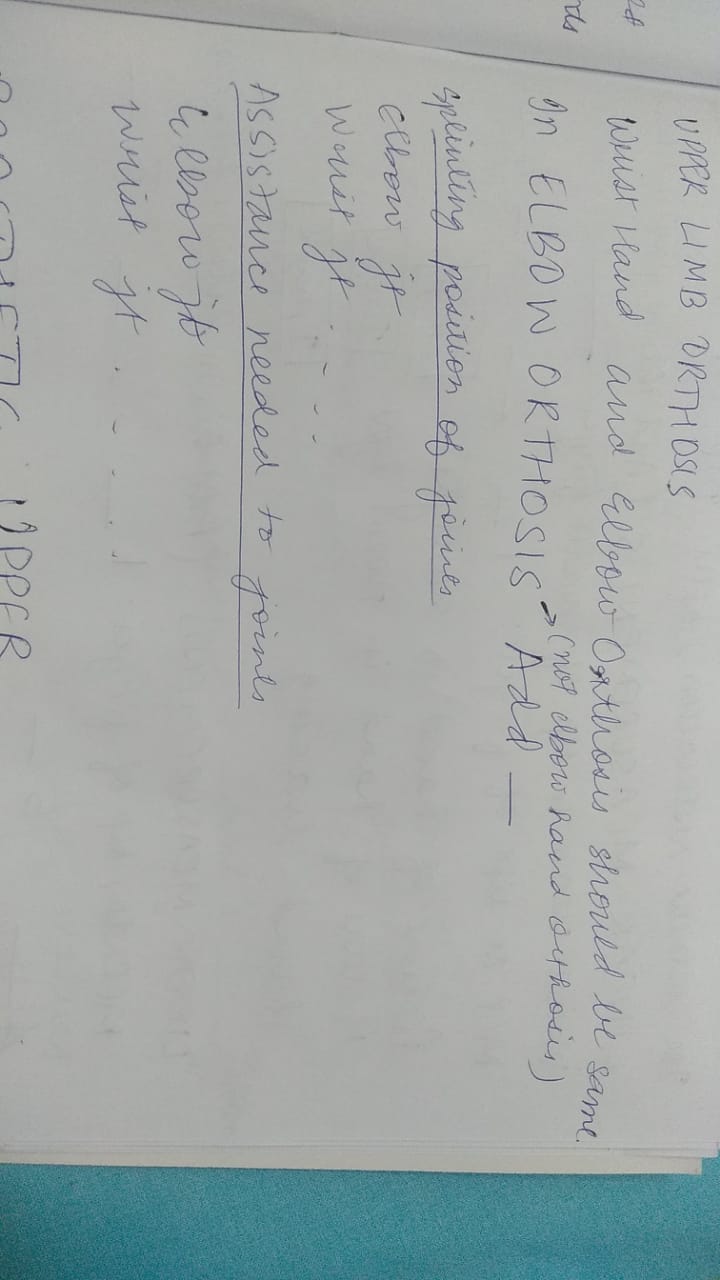 UPPER LIMB ORTHOSIS
Wrist Hand and Elbow Orthosis should be same.
(not elbow hand orthosis)
In ELBOW ORTHOSIS → Add —
Splinting position of joints
Elbow jt
Wrist jt . - - -
Assistance needed to joints
Elbow jt
Wrist jt . - - - .
UPPER